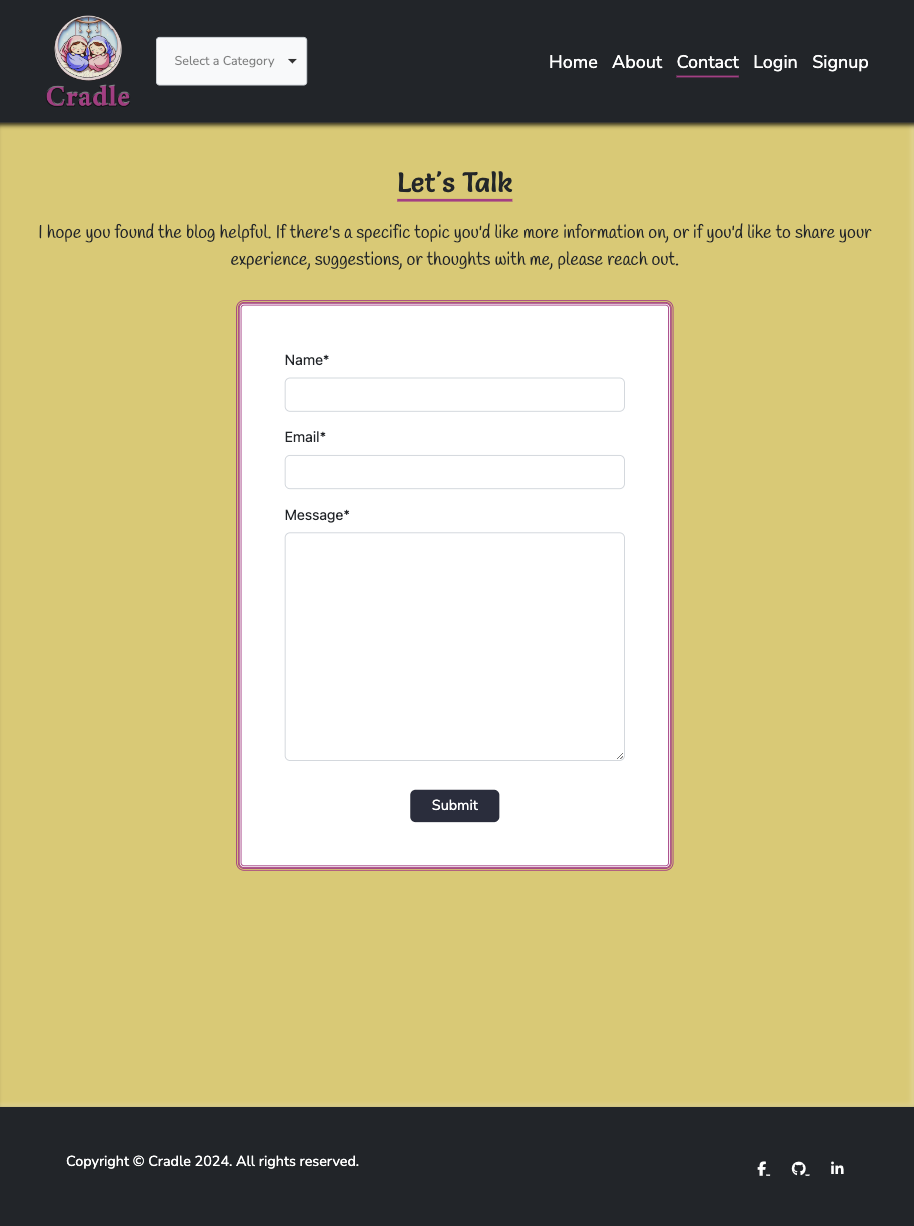 Cradle
Select a Category
Home About Contact Login Signup
Let's Talk
I hope you found the blog helpful. If there's a specific topic you'd like more information on, or if you'd like to share your
experience, suggestions, or thoughts with me, please reach out.
Name*
Email*
Message*
Submit
Copyright © Cradle 2024. All rights reserved.